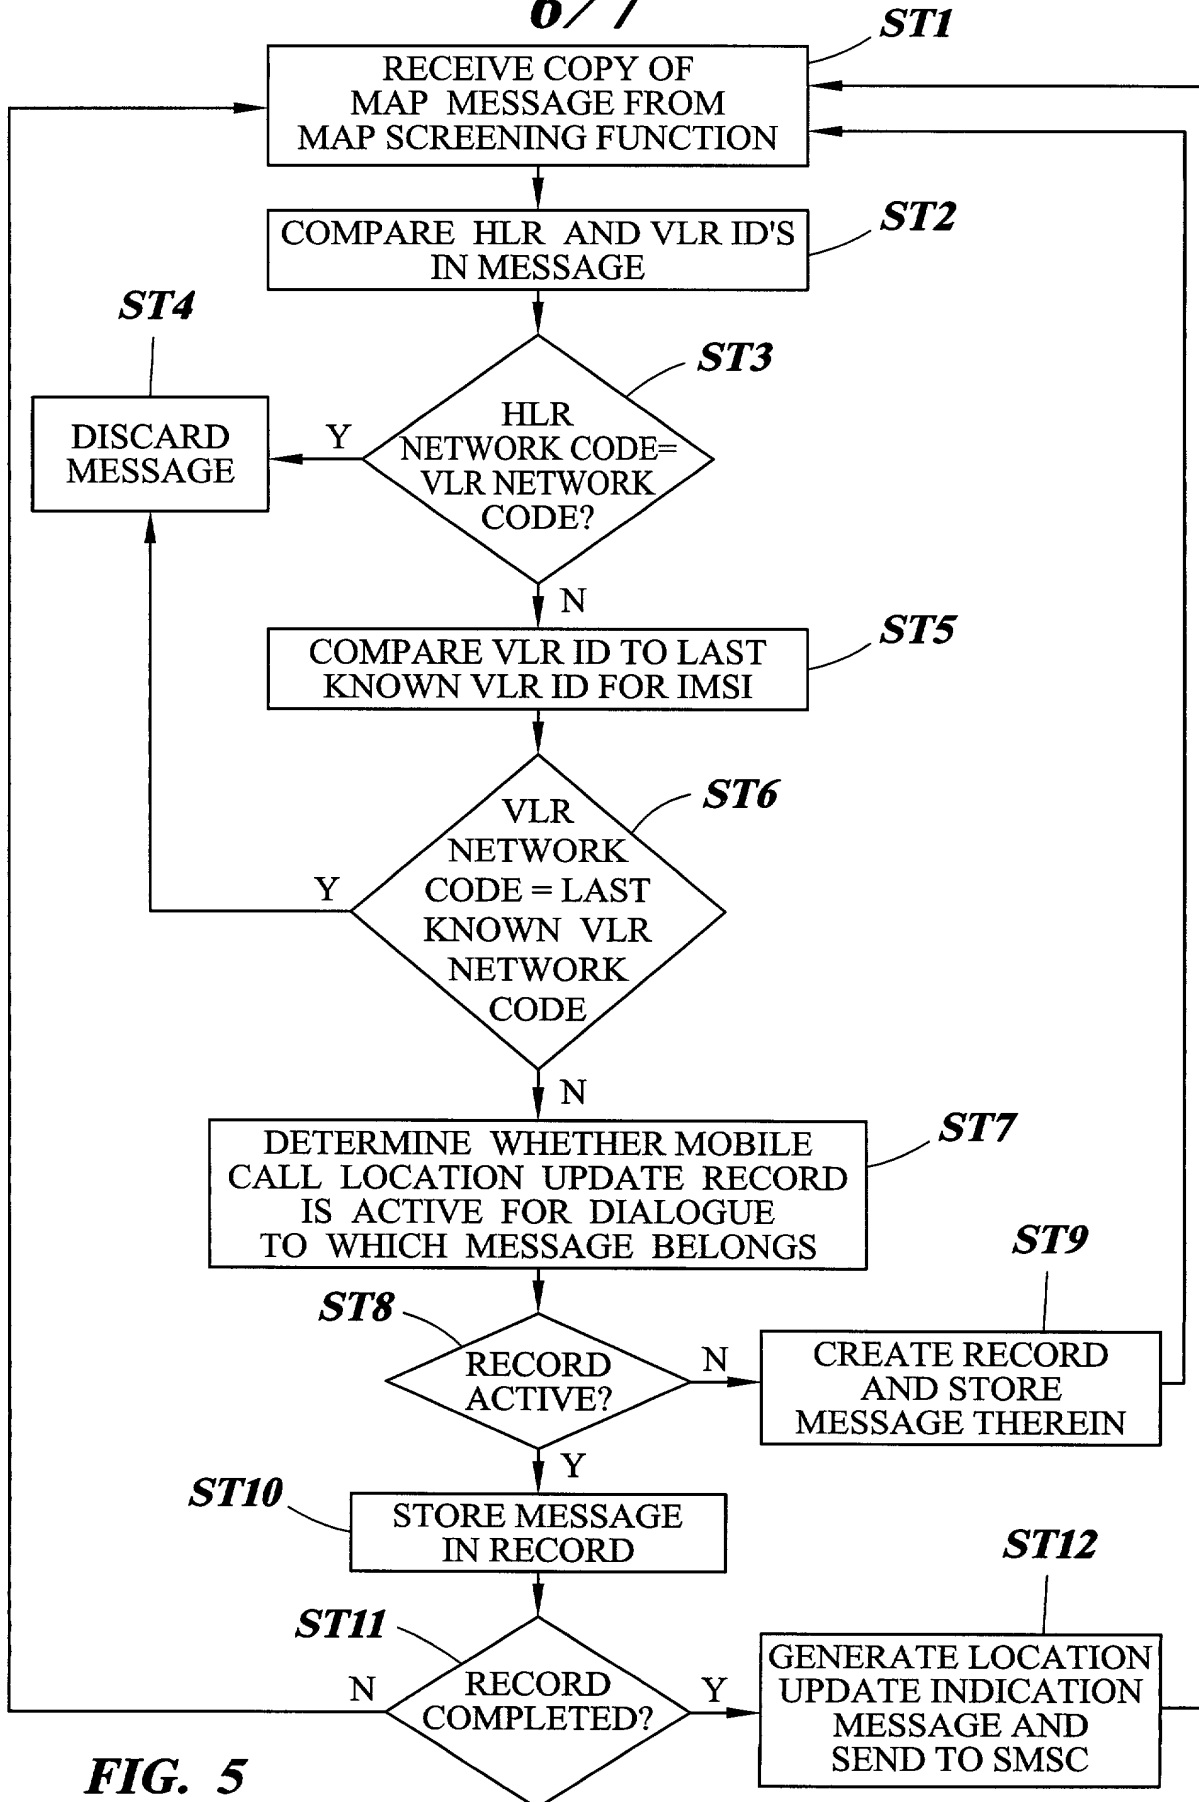 6/7
ST1
RECEIVE COPY OF
MAP MESSAGE FROM
MAP SCREENING FUNCTION
ST2
COMPARE HLR AND VLR ID'S
IN MESSAGE
ST4
ST3
DISCARD
MESSAGE
Y
HLR
NETWORK CODE=
VLR NETWORK
CODE?
N
ST5
COMPARE VLR ID TO LAST
KNOWN VLR ID FOR IMSI
ST6
VLR
NETWORK
CODE = LAST
KNOWN VLR
NETWORK
CODE
Y
N
ST7
DETERMINE WHETHER MOBILE
CALL LOCATION UPDATE RECORD
IS ACTIVE FOR DIALOGUE
TO WHICH MESSAGE BELONGS
ST9
ST8
RECORD
ACTIVE?
N
CREATE RECORD
AND STORE
MESSAGE THEREIN
Y
ST10
STORE MESSAGE
IN RECORD
ST12
ST11
N
RECORD
COMPLETED?
Y
GENERATE LOCATION
UPDATE INDICATION
MESSAGE AND
SEND TO SMSC
FIG. 5